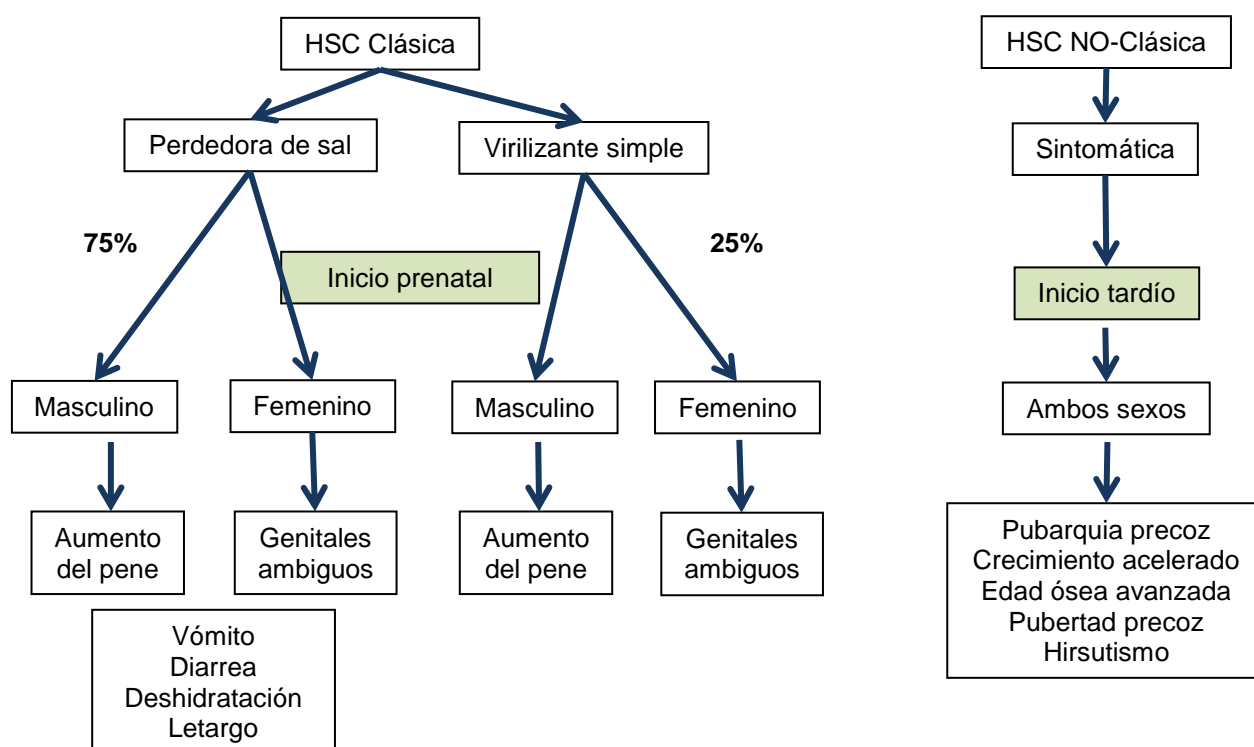 HSC Clásica
HSC NO-Clásica
Perdedora de sal
Virilizante simple
Sintomática
75%
25%
Inicio prenatal
Inicio tardío
Masculino
Femenino
Masculino
Femenino
Ambos sexos
Aumento
del pene
Genitales
ambiguos
Aumento
del pene
Genitales
ambiguos
Pubarquia precoz
Crecimiento acelerado
Edad ósea avanzada
Pubertad precoz
Hirsutismo
Vómito
Diarrea
Deshidratación
Letargo